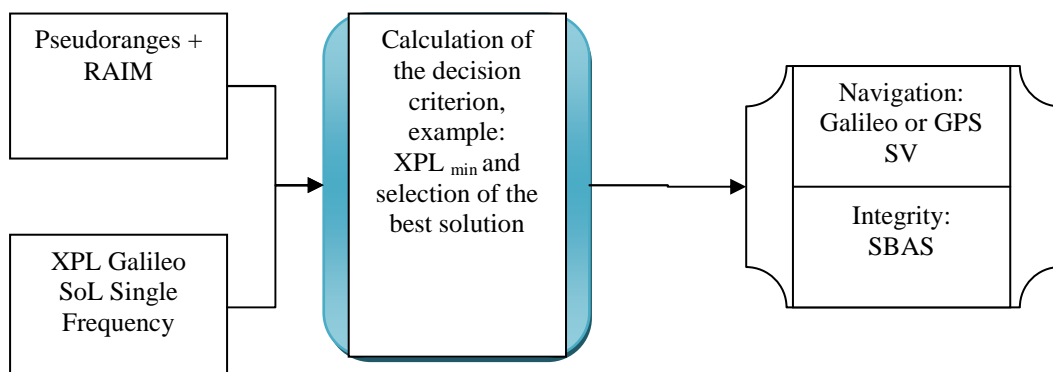 Pseudoranges +
RAIM
XPL Galileo
SoL Single
Frequency
Calculation of
the decision
criterion,
example:
XPL min and
selection of the
best solution
Navigation:
Galileo or GPS
SV
Integrity:
SBAS